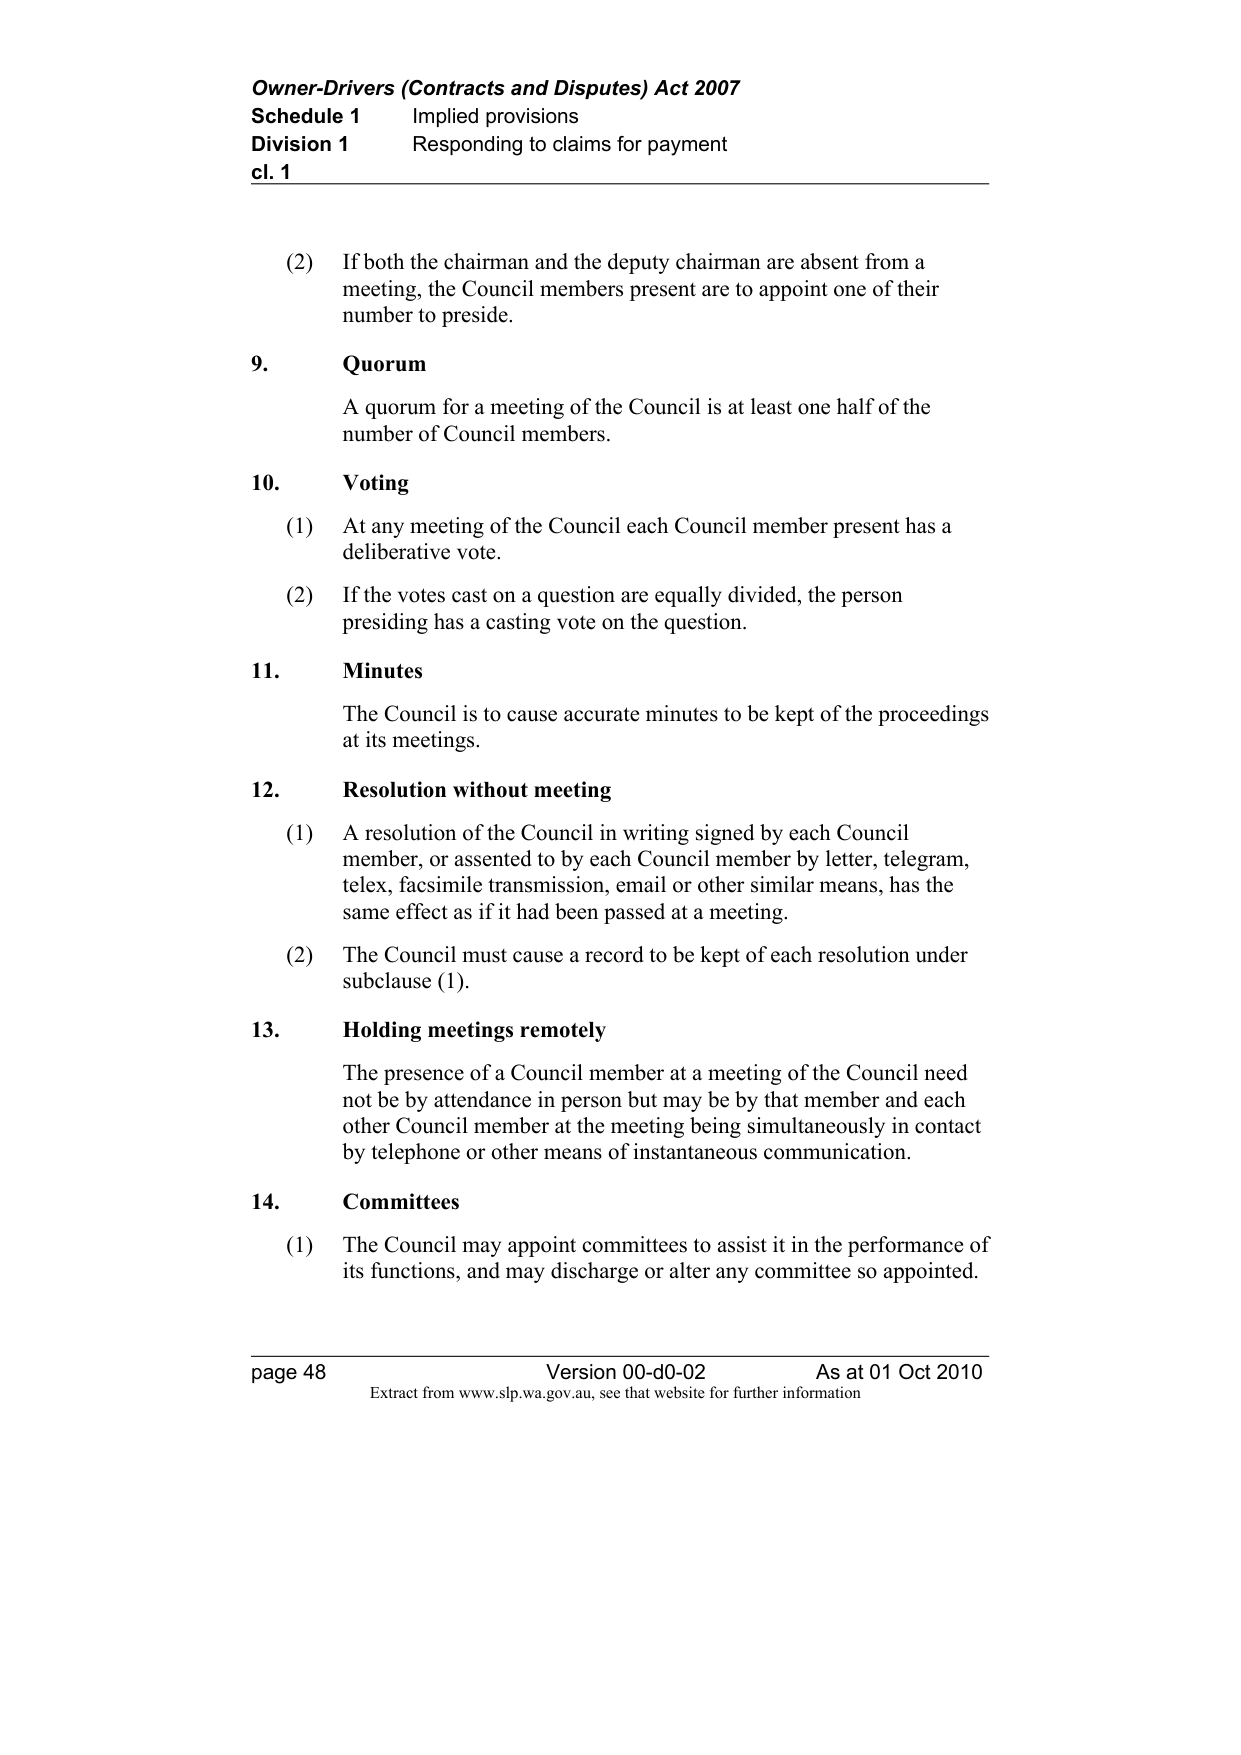 Owner-Drivers (Contracts and Disputes) Act 2007
Schedule 1 Implied provisions
Division 1 Responding to claims for payment
cl. 1
(2) If both the chairman and the deputy chairman are absent from a
meeting, the Council members present are to appoint one of their
number to preside.
9. Quorum
A quorum for a meeting of the Council is at least one half of the
number of Council members.
10. Voting
(1) At any meeting of the Council each Council member present has a
deliberative vote.
(2) If the votes cast on a question are equally divided, the person
presiding has a casting vote on the question.
11. Minutes
The Council is to cause accurate minutes to be kept of the proceedings
at its meetings.
12. Resolution without meeting
(1) A resolution of the Council in writing signed by each Council
member, or assented to by each Council member by letter, telegram,
telex, facsimile transmission, email or other similar means, has the
same effect as if it had been passed at a meeting.
(2) The Council must cause a record to be kept of each resolution under
subclause (1).
13. Holding meetings remotely
The presence of a Council member at a meeting of the Council need
not be by attendance in person but may be by that member and each
other Council member at the meeting being simultaneously in contact
by telephone or other means of instantaneous communication.
14. Committees
(1) The Council may appoint committees to assist it in the performance of
its functions, and may discharge or alter any committee so appointed.
page 48 Version 00-d0-02 As at 01 Oct 2010
Extract from www.slp.wa.gov.au, see that website for further information